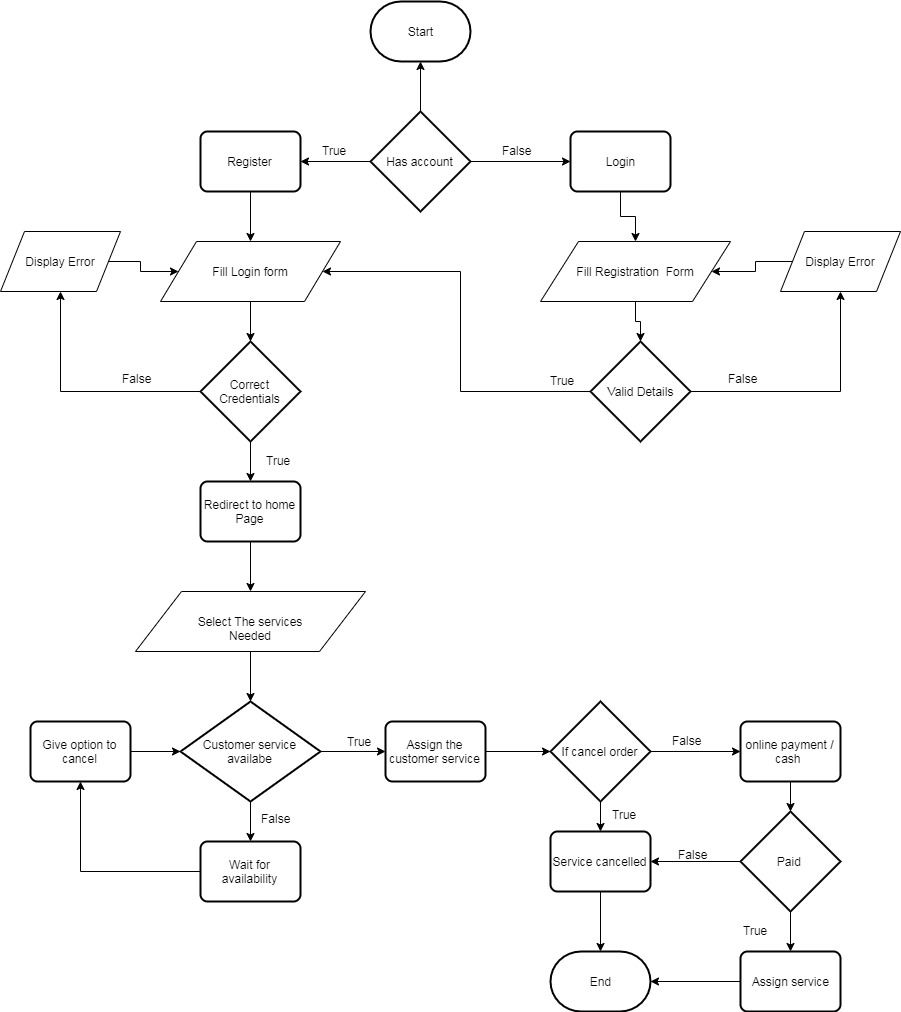 Start
Register
True
Has account
False
Login
Display Error
Fill Login form
Fill Registration Form
Display Error
False
Correct
Credentials
True
Valid Details
False
True
Redirect to home
Page
Select The services
Needed
Give option to
cancel
Customer service
availabe
True
Assign the
customer service
If cancel order
False
online payment /
cash
False
True
Wait for
availability
Service cancelled
False
Paid
True
End
Assign service